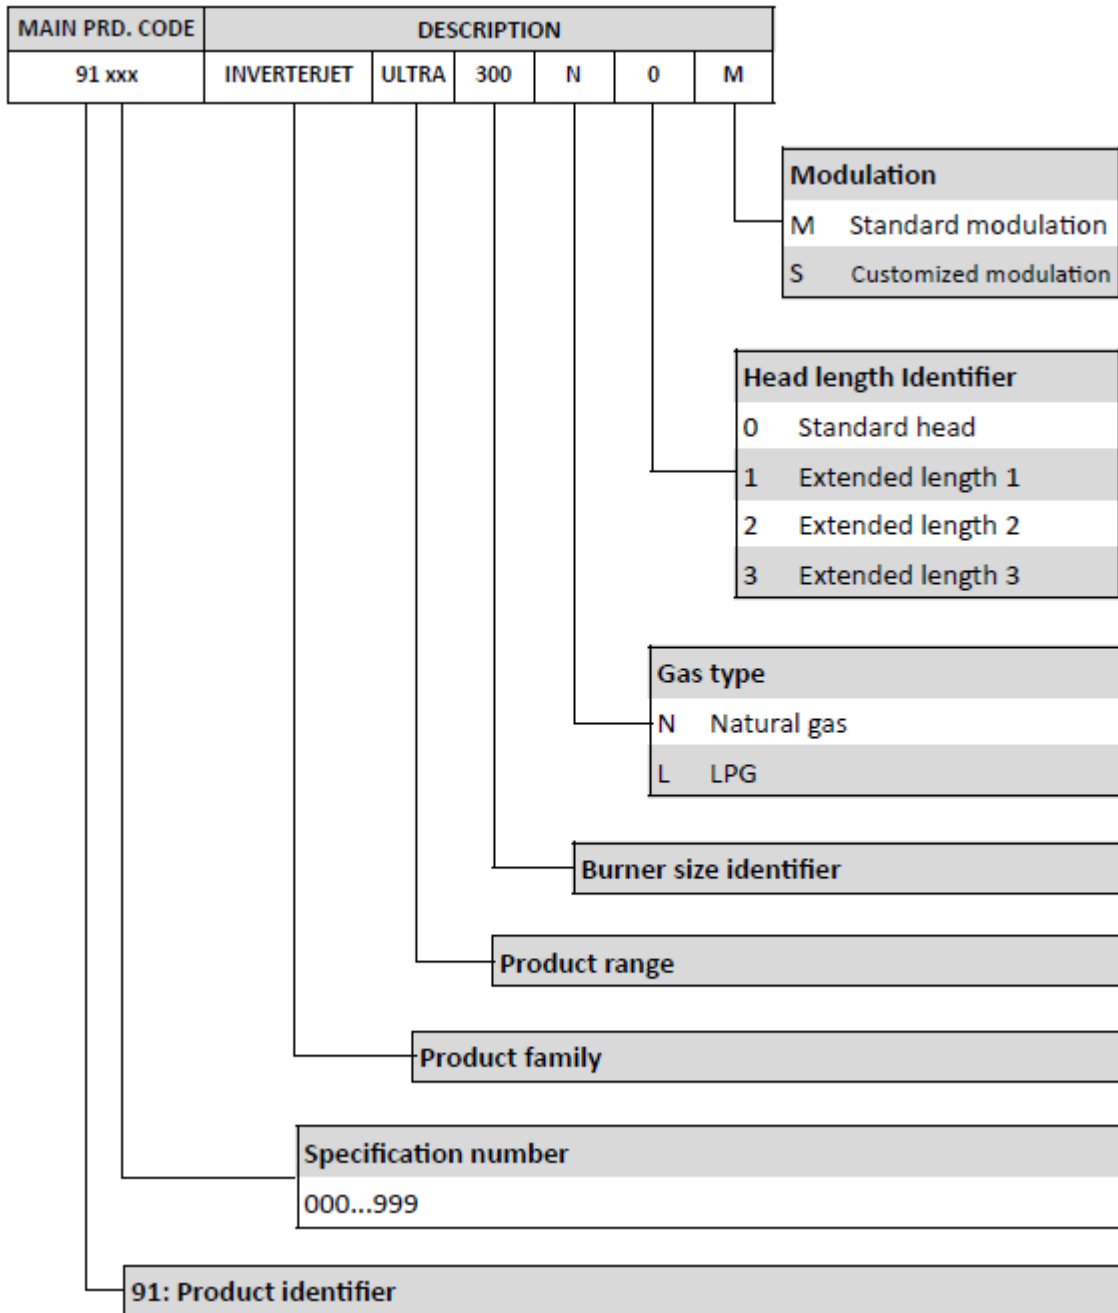 MAIN PRD. CODE DESCRIPTION
91 xxx INVERTERJET ULTRA 300 N 0 M
Modulation
M Standard modulation
S Customized modulation
Head length Identifier
0 Standard head
1 Extended length 1
2 Extended length 2
3 Extended length 3
Gas type
N Natural gas
L LPG
Burner size identifier
Product range
Product family
Specification number
000...999
91: Product identifier